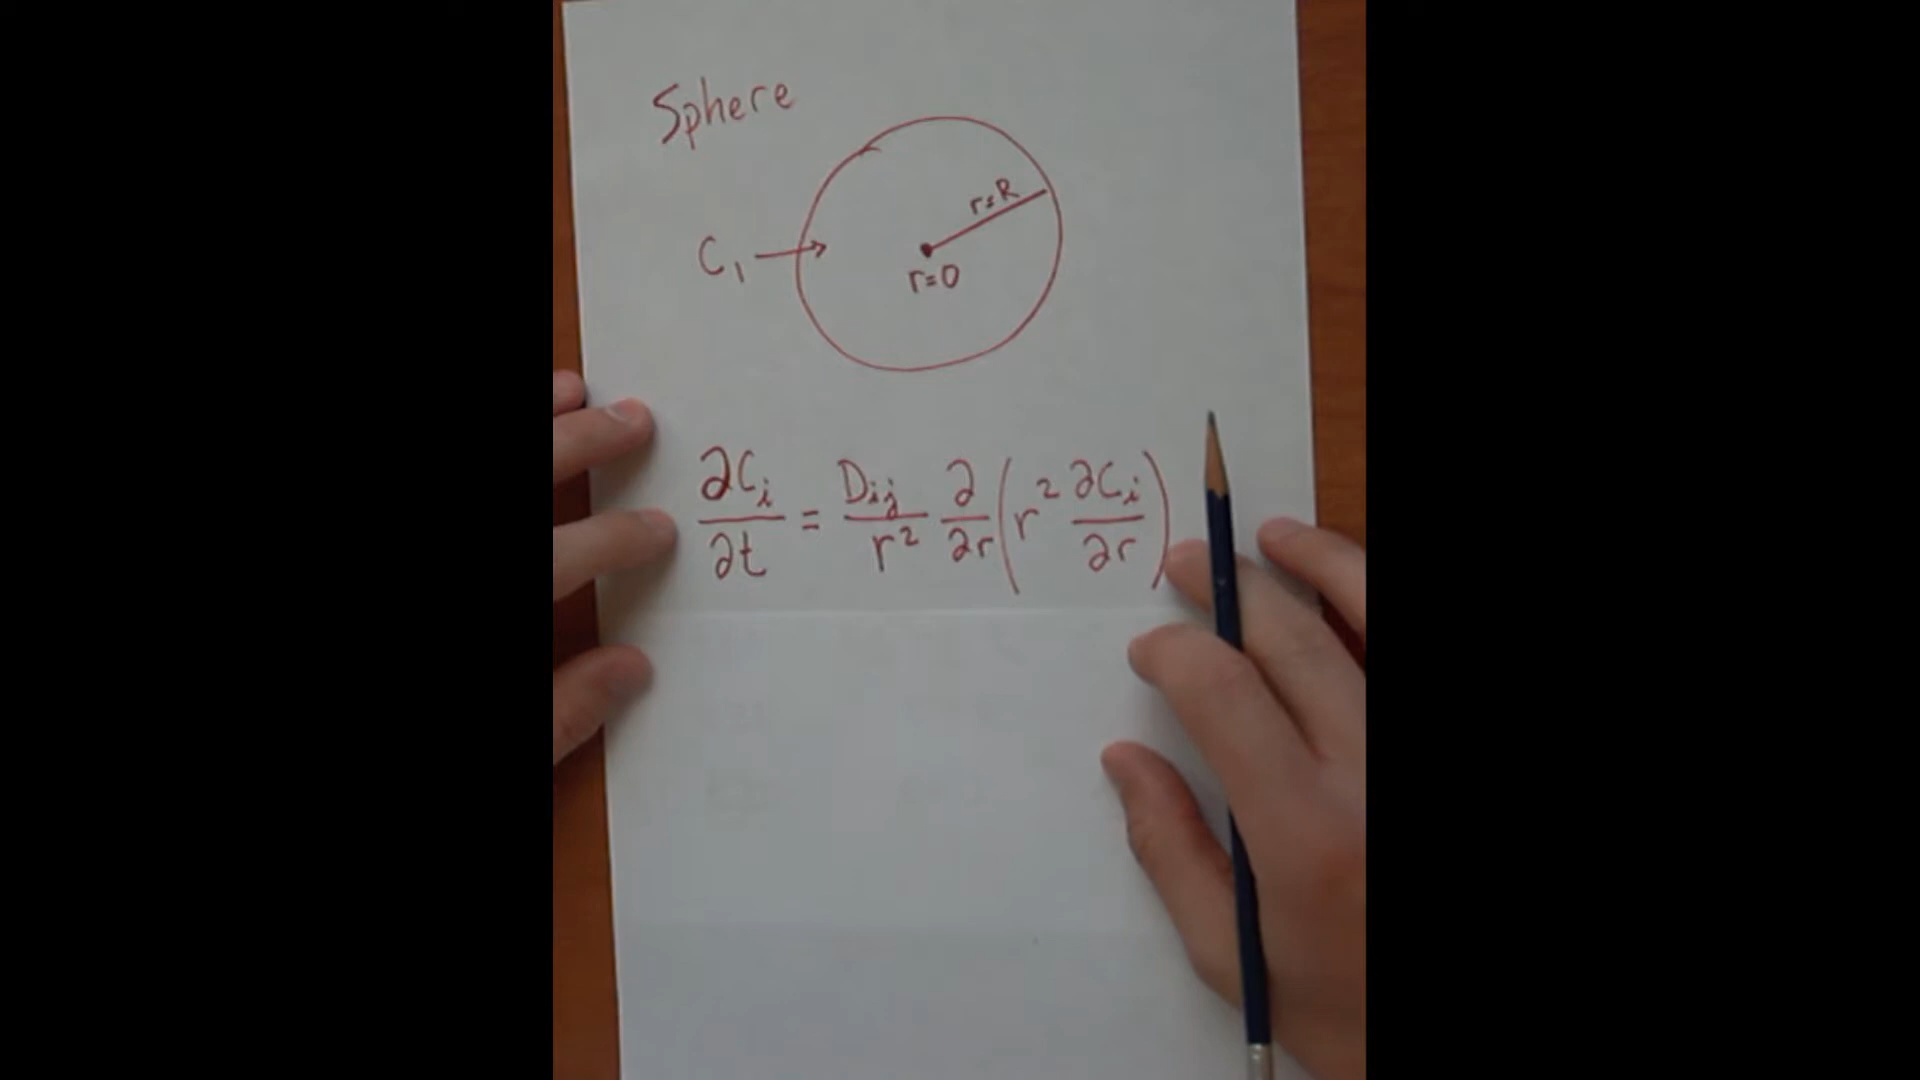 Sphere
r=R
C₁ →
r=0
∂Cᵢ/∂t = Dᵢⱼ/r² ∂/∂r (r² ∂Cᵢ/∂r)